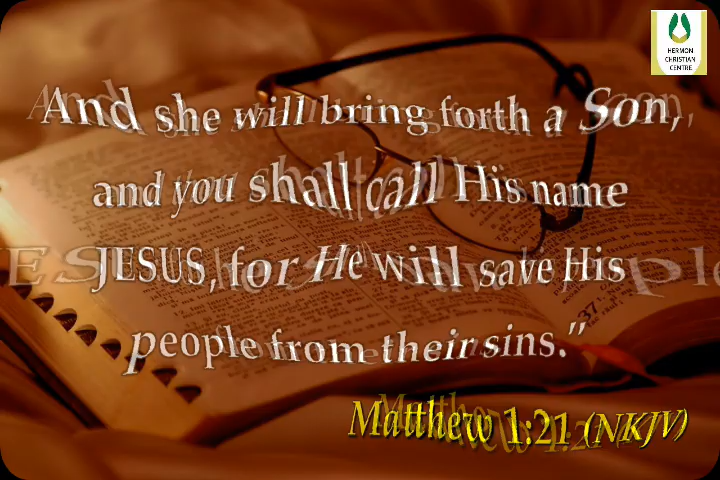 HERMON
CHRISTIAN
CENTRE
And she will bring forth a Son,
and you shall call His name
JESUS, for He will save His
people from their sins.”
Matthew 1:21 (NKJV)